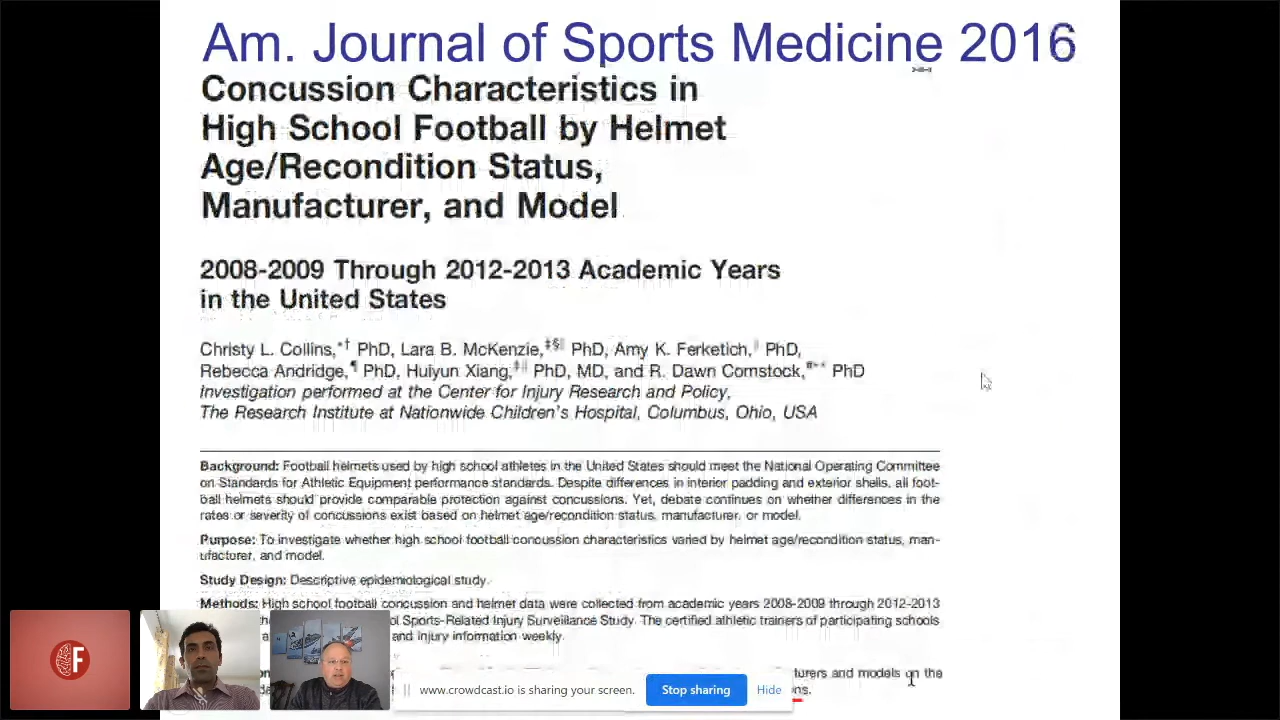 Am. Journal of Sports Medicine 2016
Concussion Characteristics in
High School Football by Helmet
Age/Recondition Status,
Manufacturer, and Model
2008-2009 Through 2012-2013 Academic Years
in the United States
Christy L. Collins,*† PhD, Lara B. McKenzie,‡§|| PhD, Amy K. Ferketich,|| PhD,
Rebecca Andridge,¶ PhD, Huiyun Xiang,‡|| PhD, MD, and R. Dawn Comstock,#** PhD
Investigation performed at the Center for Injury Research and Policy,
The Research Institute at Nationwide Children's Hospital, Columbus, Ohio, USA
Background: Football helmets used by high school athletes in the United States should meet the National Operating Committee
on Standards for Athletic Equipment performance standards. Despite differences in interior padding and exterior shells, all foot-
ball helmets should provide comparable protection against concussions. Yet, debate continues on whether differences in the
rates or severity of concussions exist based on helmet age/recondition status, manufacturer, or model.
Purpose: To investigate whether high school football concussion characteristics varied by helmet age/recondition status, man-
ufacturer, and model.
Study Design: Descriptive epidemiological study.
Methods: High school football concussion and helmet data were collected from academic years 2008-2009 through 2012-2013
ol Sports-Related Injury Surveillance Study. The certified athletic trainers of participating schools
and injury information weekly.
turers and models on the
ns.
F
www.crowdcast.io is sharing your screen.
Stop sharing
Hide